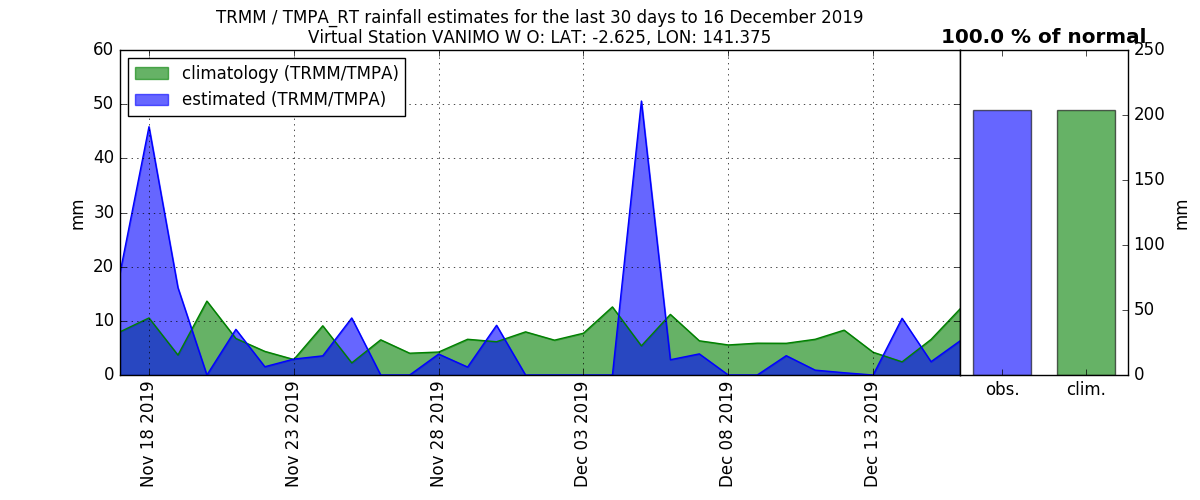 TRMM / TMPA_RT rainfall estimates for the last 30 days to 16 December 2019
Virtual Station VANIMO W O: LAT: -2.625, LON: 141.375
100.0 % of normal
climatology (TRMM/TMPA)
estimated (TRMM/TMPA)
60
50
40
30
20
10
0
mm
Nov 18 2019
Nov 23 2019
Nov 28 2019
Dec 03 2019
Dec 08 2019
Dec 13 2019
250
200
150
100
50
0
mm
obs.
clim.